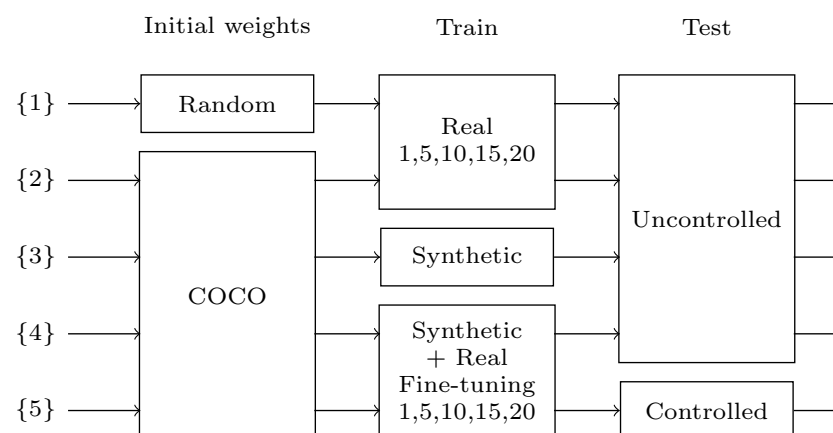 Initial weights Train Test
{1} Random
Real
1,5,10,15,20
{2}
Uncontrolled
{3} Synthetic
COCO
{4} Synthetic
+ Real
Fine-tuning
1,5,10,15,20
{5} Controlled